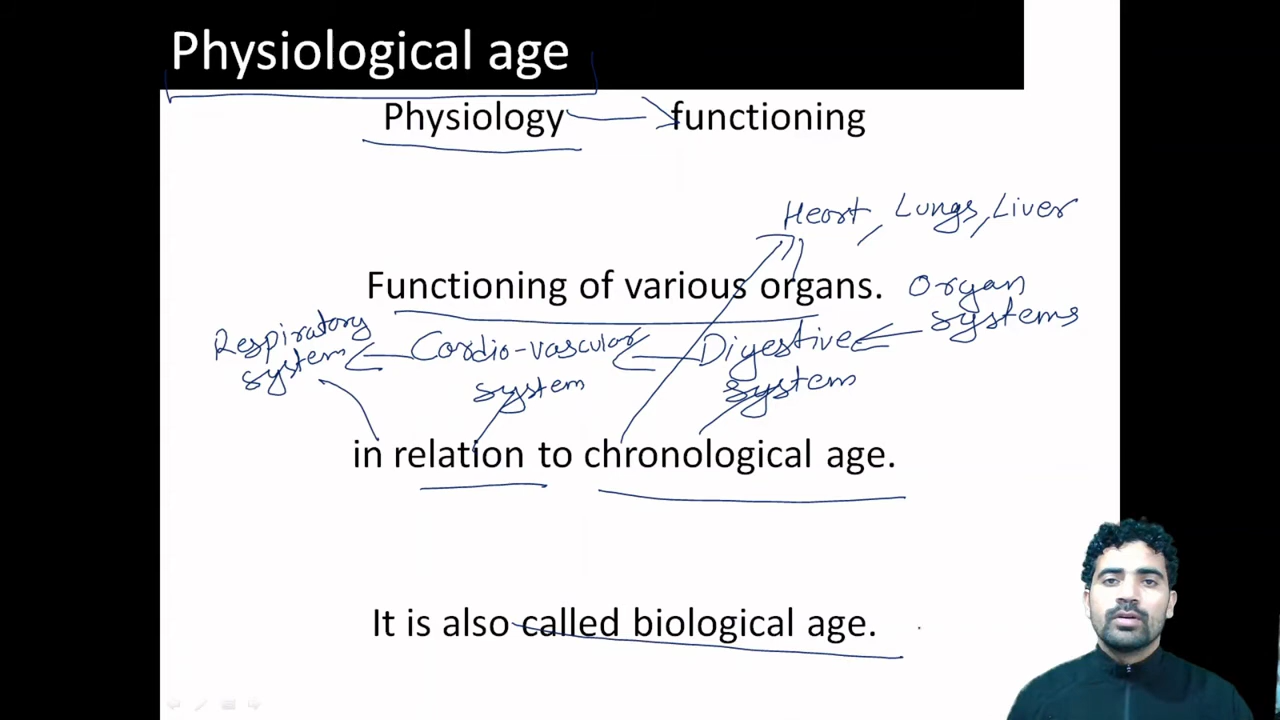 Physiological age
Physiology functioning
Heart, Lungs, Liver
Functioning of various organs. Organ
systems
Respiratory Cardio-vascular Digestive
system system system
in relation to chronological age.
It is also called biological age.